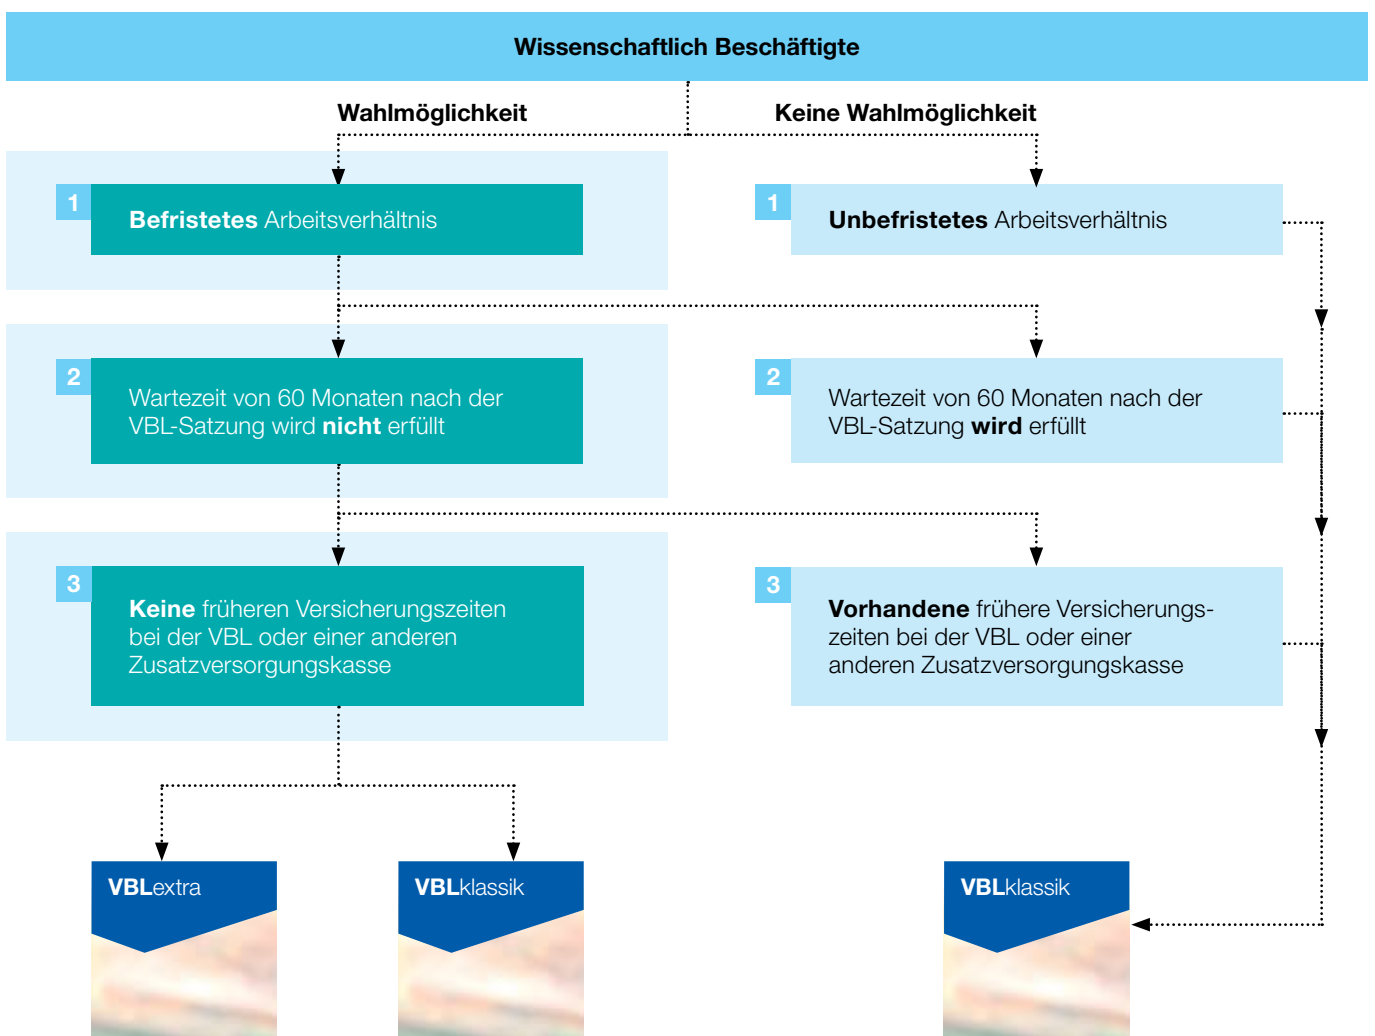 Wissenschaftlich Beschäftigte
Wahlmöglichkeit
Keine Wahlmöglichkeit
1
Befristetes Arbeitsverhältnis
1
Unbefristetes Arbeitsverhältnis
2
Wartezeit von 60 Monaten nach der
VBL-Satzung wird nicht erfüllt
2
Wartezeit von 60 Monaten nach der
VBL-Satzung wird erfüllt
3
Keine früheren Versicherungszeiten
bei der VBL oder einer anderen
Zusatzversorgungskasse
3
Vorhandene frühere Versicherungs-
zeiten bei der VBL oder einer
anderen Zusatzversorgungskasse
VBLextra
VBLklassik
VBLklassik